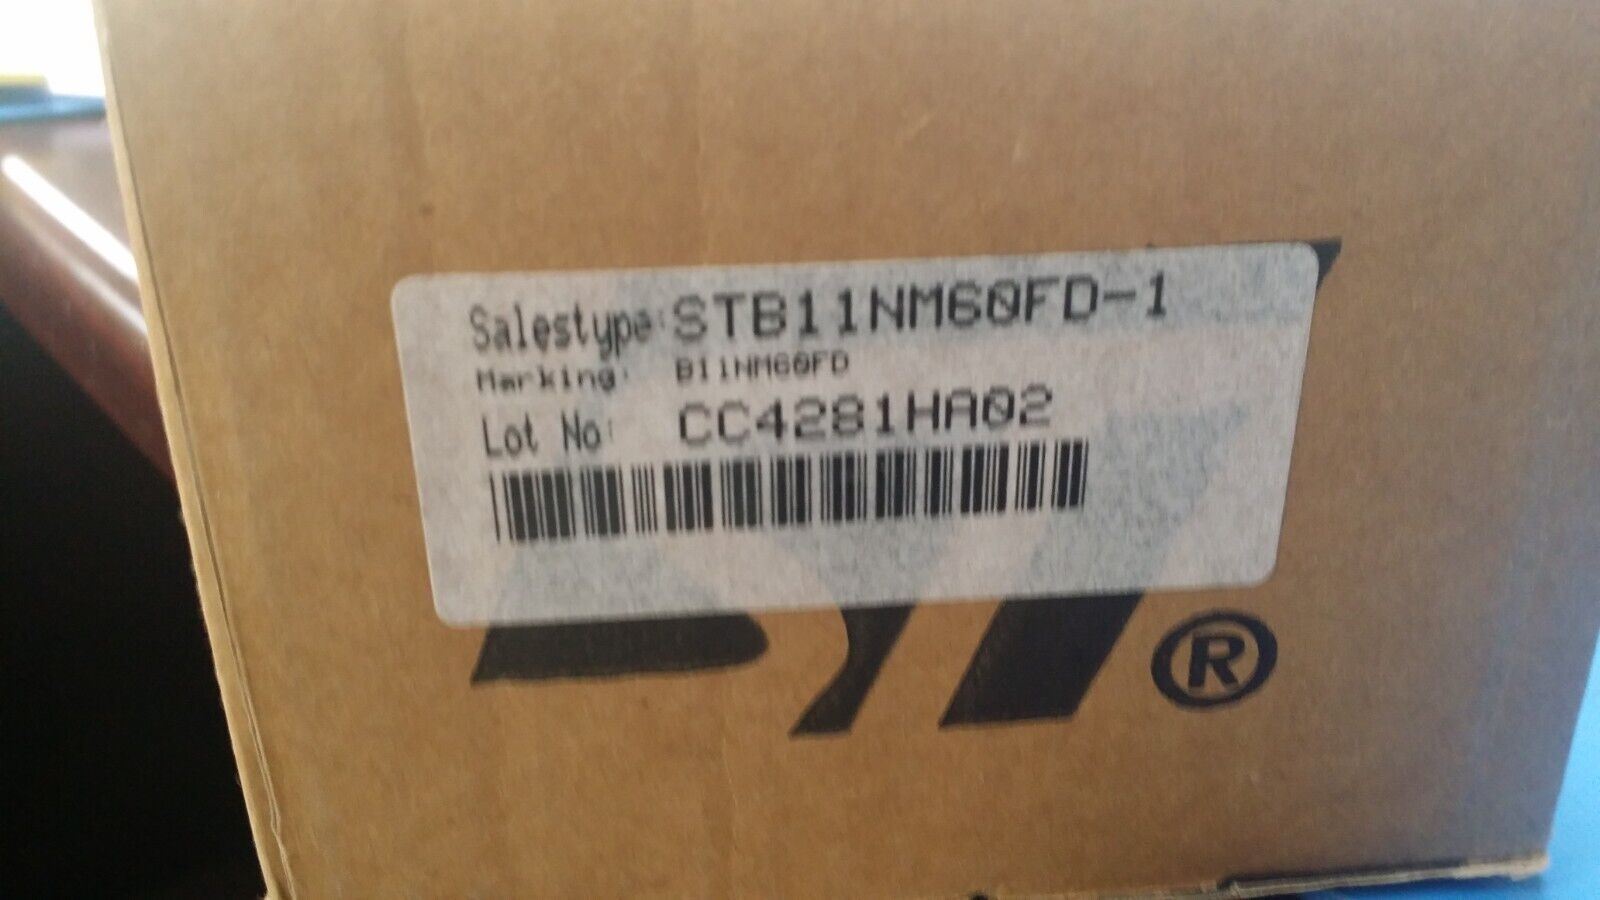 Salestype: STB11NM60FD-1
Marking: B11NM60FD
Lot No: CC4281HA02
®